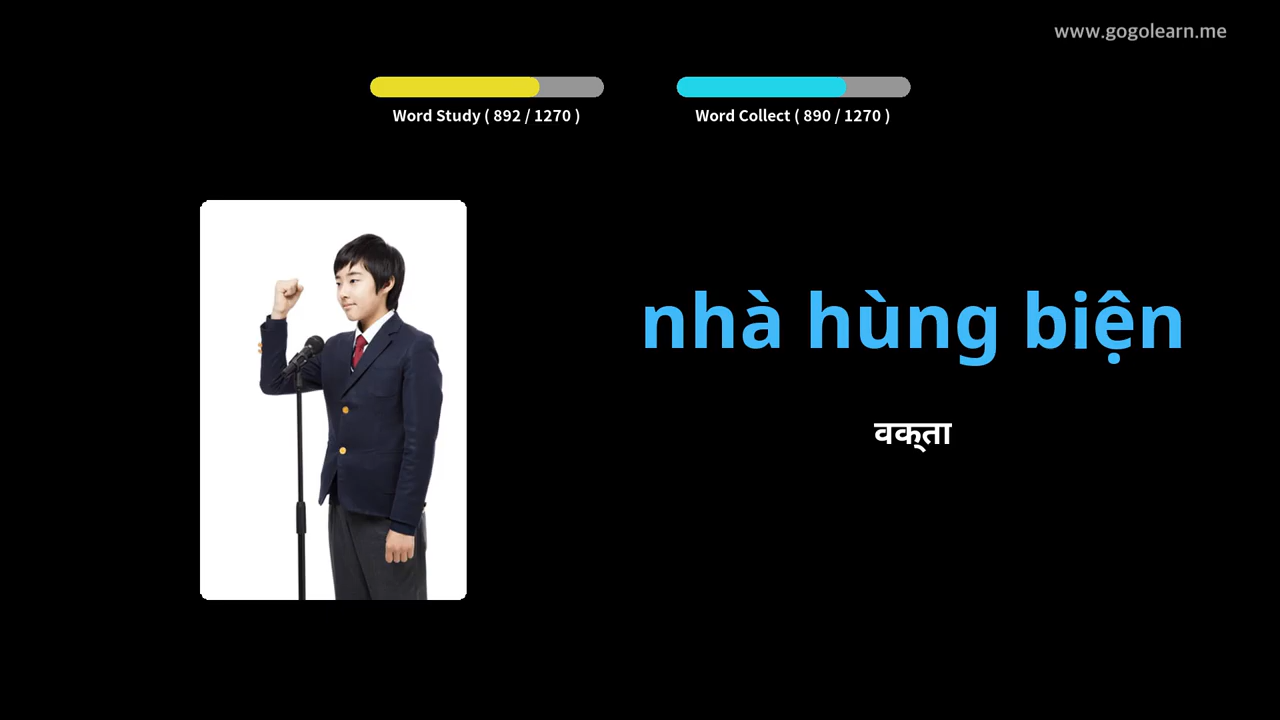 www.gogolearn.me
Word Study ( 892 / 1270 )
Word Collect ( 890 / 1270 )
nhà hùng biện
वक्ता